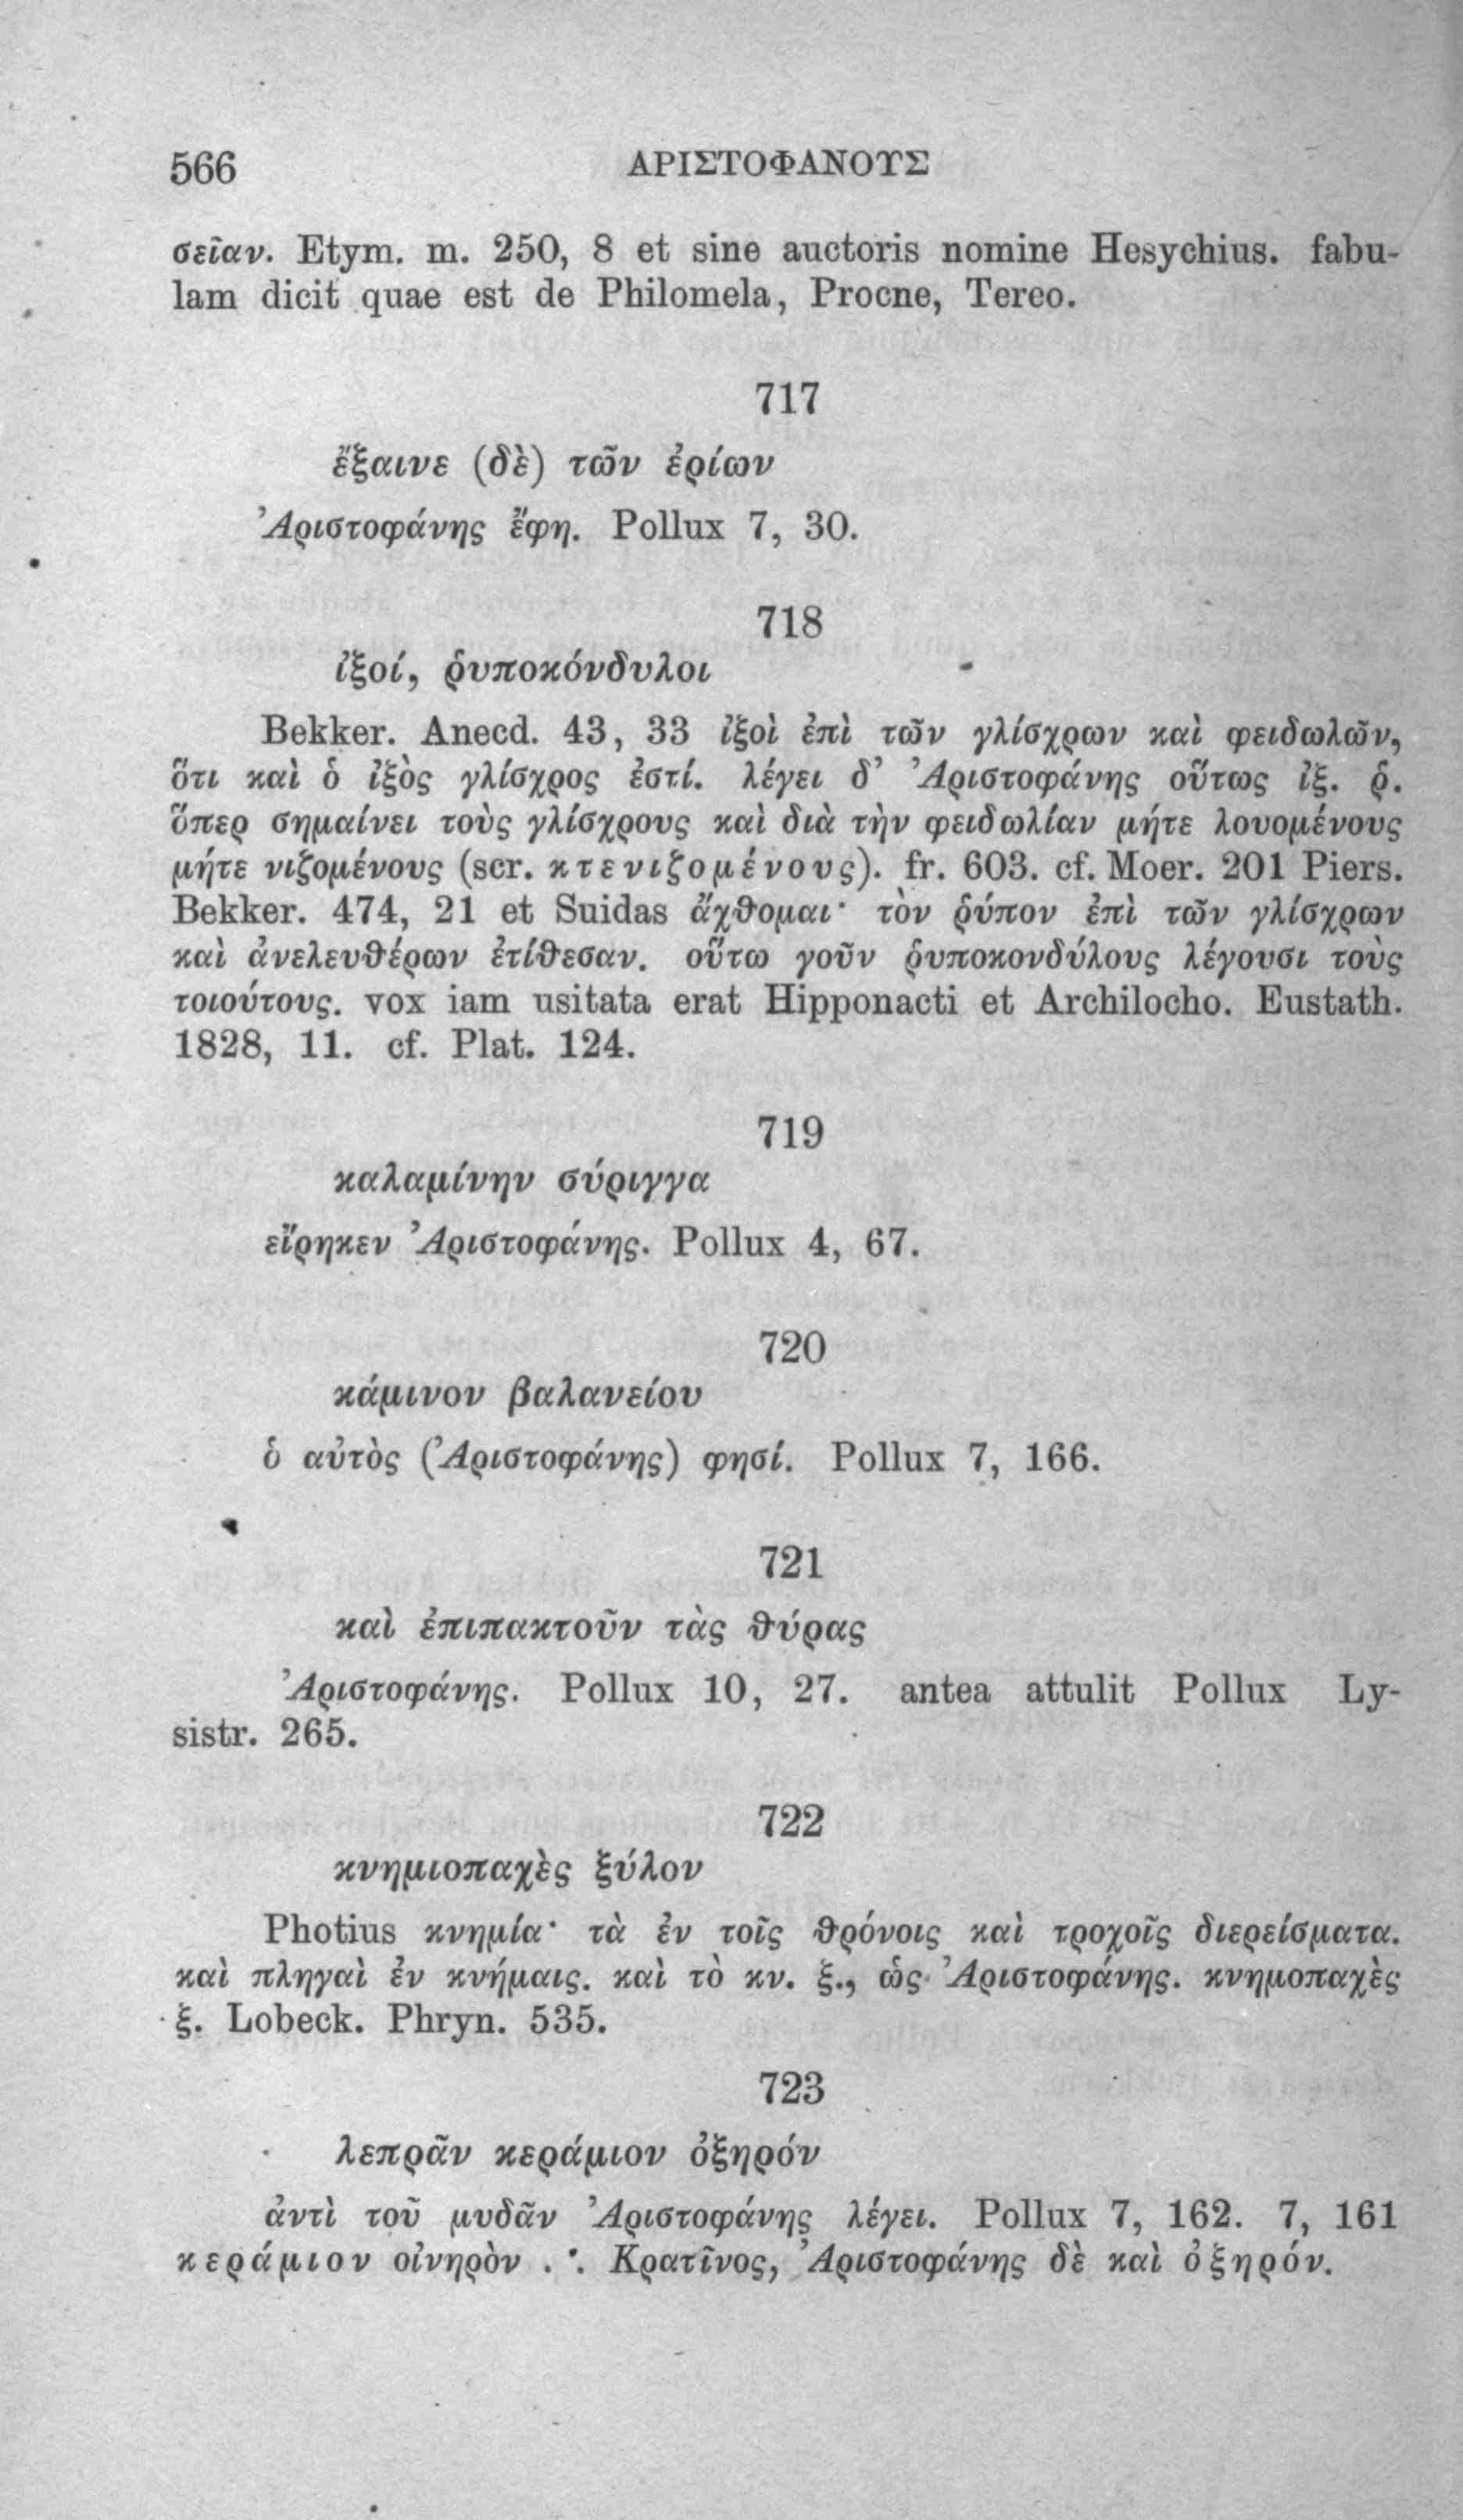 566 ΑΡΙΣΤΟΦΑΝΟΥΣ
σεῖαν. Etym. m. 250, 8 et sine auctoris nomine Hesychius. fabu-
lam dicit quae est de Philomela, Procne, Tereo.
717
ἔξαινε (δὲ) τῶν ἐρίων
Ἀριστοφάνης ἔφη. Pollux 7, 30.
718
ἰξοί, ῥυποκόνδυλοι
Bekker. Anecd. 43, 33 ἰξοὶ ἐπὶ τῶν γλίσχρων καὶ φειδωλῶν,
ὅτι καὶ ὁ ἰξὸς γλίσχρος ἐστί. λέγει δ’ Ἀριστοφάνης οὕτως ἰξ. ῥ.
ὅπερ σημαίνει τοὺς γλίσχρους καὶ διὰ τὴν φειδωλίαν μήτε λουομένους
μήτε νιζομένους (scr. κτενιζομένους). fr. 603. cf. Moer. 201 Piers.
Bekker. 474, 21 et Suidas ἄχθομαι· τὸν ῥύπον ἐπὶ τῶν γλίσχρων
καὶ ἀνελευθέρων ἐτίθεσαν. οὕτω γοῦν ῥυποκονδύλους λέγουσι τοὺς
τοιούτους. vox iam usitata erat Hipponacti et Archilocho. Eustath.
1828, 11. cf. Plat. 124.
719
καλαμίνην σύριγγα
εἴρηκεν Ἀριστοφάνης. Pollux 4, 67.
720
κάμινον βαλανείου
ὁ αὐτὸς (Ἀριστοφάνης) φησί. Pollux 7, 166.
721
καὶ ἐπιπακτοῦν τὰς θύρας
Ἀριστοφάνης. Pollux 10, 27. antea attulit Pollux Ly-
sistr. 265.
722
κνημιοπαχὲς ξύλον
Photius κνημία· τὰ ἐν τοῖς θρόνοις καὶ τροχοῖς διερείσματα.
καὶ πληγαὶ ἐν κνήμαις. καὶ τὸ κν. ξ., ὡς Ἀριστοφάνης. κνημοπαχὲς
ξ. Lobeck. Phryn. 535.
723
λεπρᾶν κεράμιον ὀξηρόν
ἀντὶ τοῦ μυδᾶν Ἀριστοφάνης λέγει. Pollux 7, 162. 7, 161
κεράμιον οἰνηρὸν . . . Κρατῖνος, Ἀριστοφάνης δὲ καὶ ὀξηρόν.